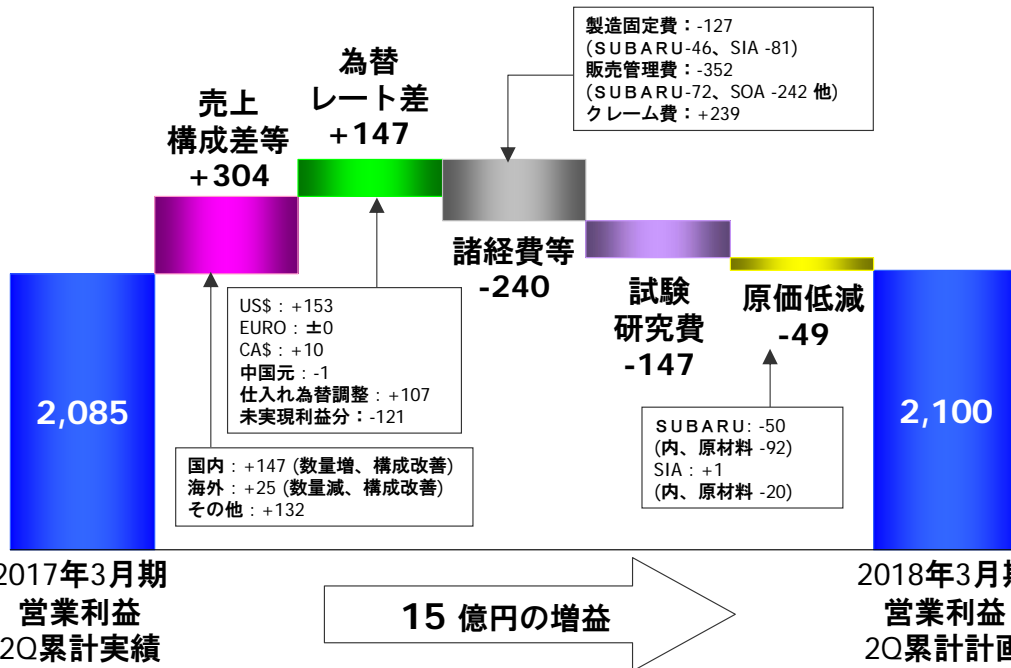 製造固定費：-127
(SUBARU-46、SIA -81)
販売管理費：-352
(SUBARU-72、SOA -242 他)
クレーム費：+239
為替
レート差
+147
売上
構成差等
+304
諸経費等
-240
試験
研究費
-147
原価低減
-49
US$ : +153
EURO : ±0
CA$ : +10
中国元 : -1
仕入れ為替調整 : +107
未実現利益分：-121
国内 : +147 (数量増、構成改善)
海外 : +25 (数量減、構成改善)
その他 : +132
SUBARU: -50
(内、原材料 -92)
SIA : +1
(内、原材料 -20)
2,085
2,100
2017年3月期
営業利益
2Q累計実績
15 億円の増益
2018年3月期
営業利益
2Q累計計画